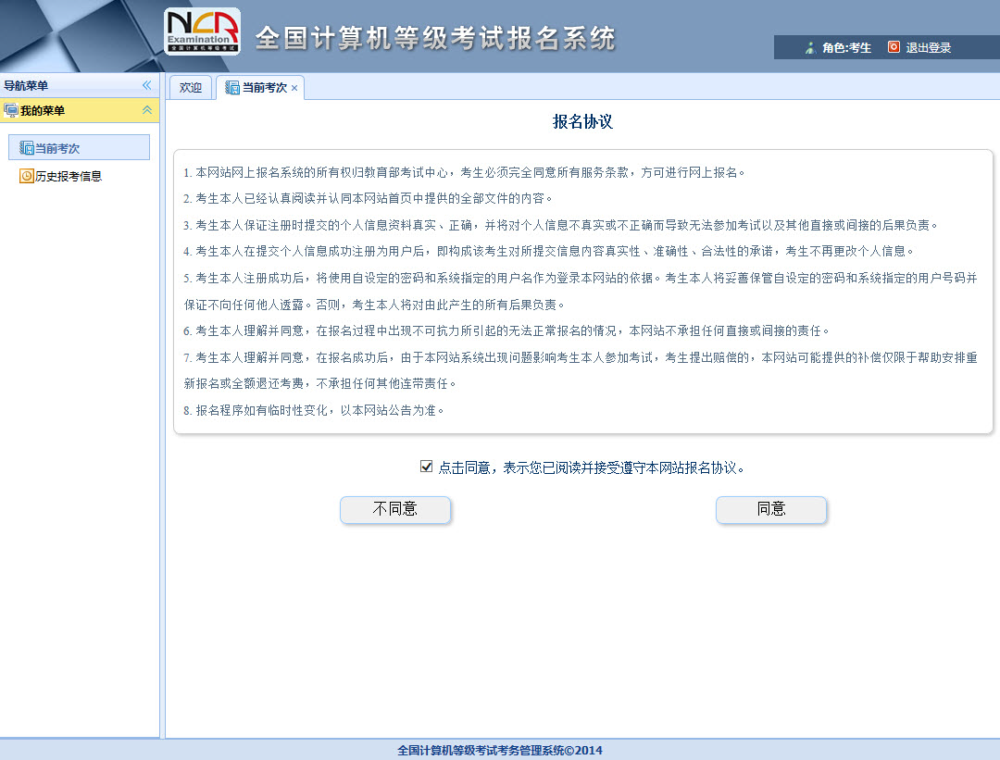 NCR
Examination
全国计算机等级考试
全国计算机等级考试报名系统
角色:考生 退出登录
导航菜单
欢迎 当前考次
我的菜单
当前考次
历史报考信息
报名协议
1. 本网站网上报名系统的所有权归教育部考试中心，考生必须完全同意所有服务条款，方可进行网上报名。
2. 考生本人已经认真阅读并认同本网站首页中提供的全部文件的内容。
3. 考生本人保证注册时提交的个人信息资料真实、正确，并将对个人信息不真实或不正确而导致无法参加考试以及其他直接或间接的后果负责。
4. 考生本人在提交个人信息成功注册为用户后，即构成该考生对所提交信息内容真实性、准确性、合法性的承诺，考生不再更改个人信息。
5. 考生本人注册成功后，将使用自设定的密码和系统指定的用户名作为登录本网站的依据。考生本人将妥善保管自设定的密码和系统指定的用户号码并
保证不向任何他人透露。否则，考生本人将对由此产生的所有后果负责。
6. 考生本人理解并同意，在报名过程中出现不可抗力所引起的无法正常报名的情况，本网站不承担任何直接或间接的责任。
7. 考生本人理解并同意，在报名成功后，由于本网站系统出现问题影响考生本人参加考试，考生提出赔偿的，本网站可能提供的补偿仅限于帮助安排重
新报名或全额退还考费，不承担任何其他连带责任。
8. 报名程序如有临时性变化，以本网站公告为准。
点击同意，表示您已阅读并接受遵守本网站报名协议。
不同意 同意
全国计算机等级考试考务管理系统©2014